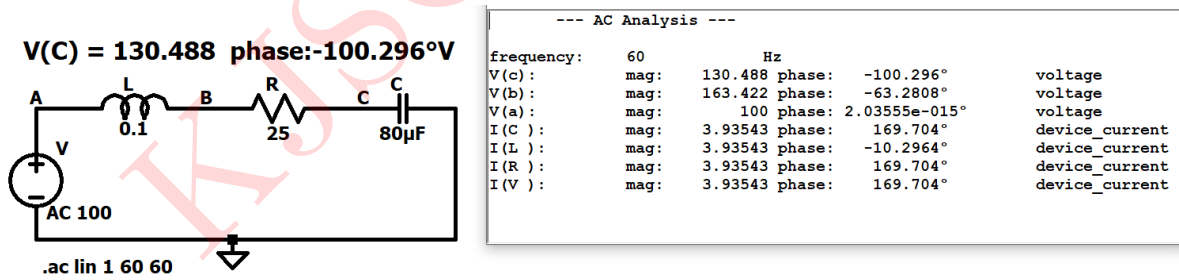 V(C) = 130.488 phase:-100.296°V
A
L
B
R
C
C
0.1
25
80µF
V
AC 100
.ac lin 1 60 60
--- AC Analysis ---
frequency: 60 Hz
V(c): mag: 130.488 phase: -100.296° voltage
V(b): mag: 163.422 phase: -63.2808° voltage
V(a): mag: 100 phase: 2.03555e-015° voltage
I(C ): mag: 3.93543 phase: 169.704° device_current
I(L ): mag: 3.93543 phase: -10.2964° device_current
I(R ): mag: 3.93543 phase: 169.704° device_current
I(V ): mag: 3.93543 phase: 169.704° device_current
KJS